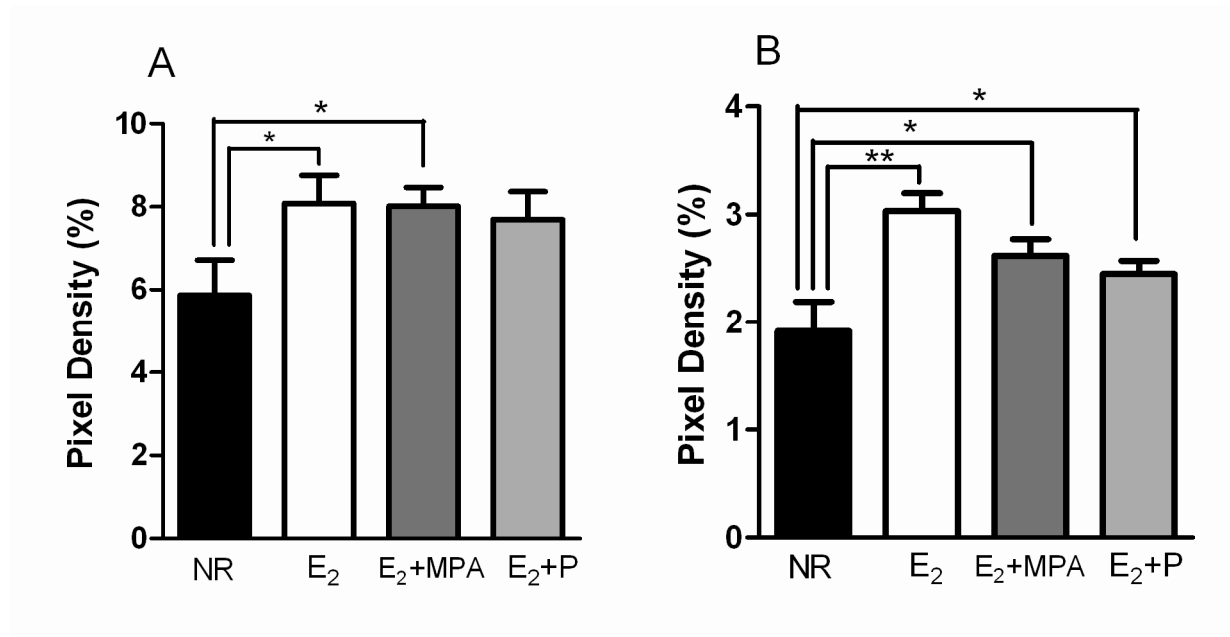 A
Pixel Density (%)
10
8
6
4
2
0
*
*
NR
E₂
E₂+MPA
E₂+P
B
Pixel Density (%)
4
3
2
1
0
*
*
**
NR
E₂
E₂+MPA
E₂+P